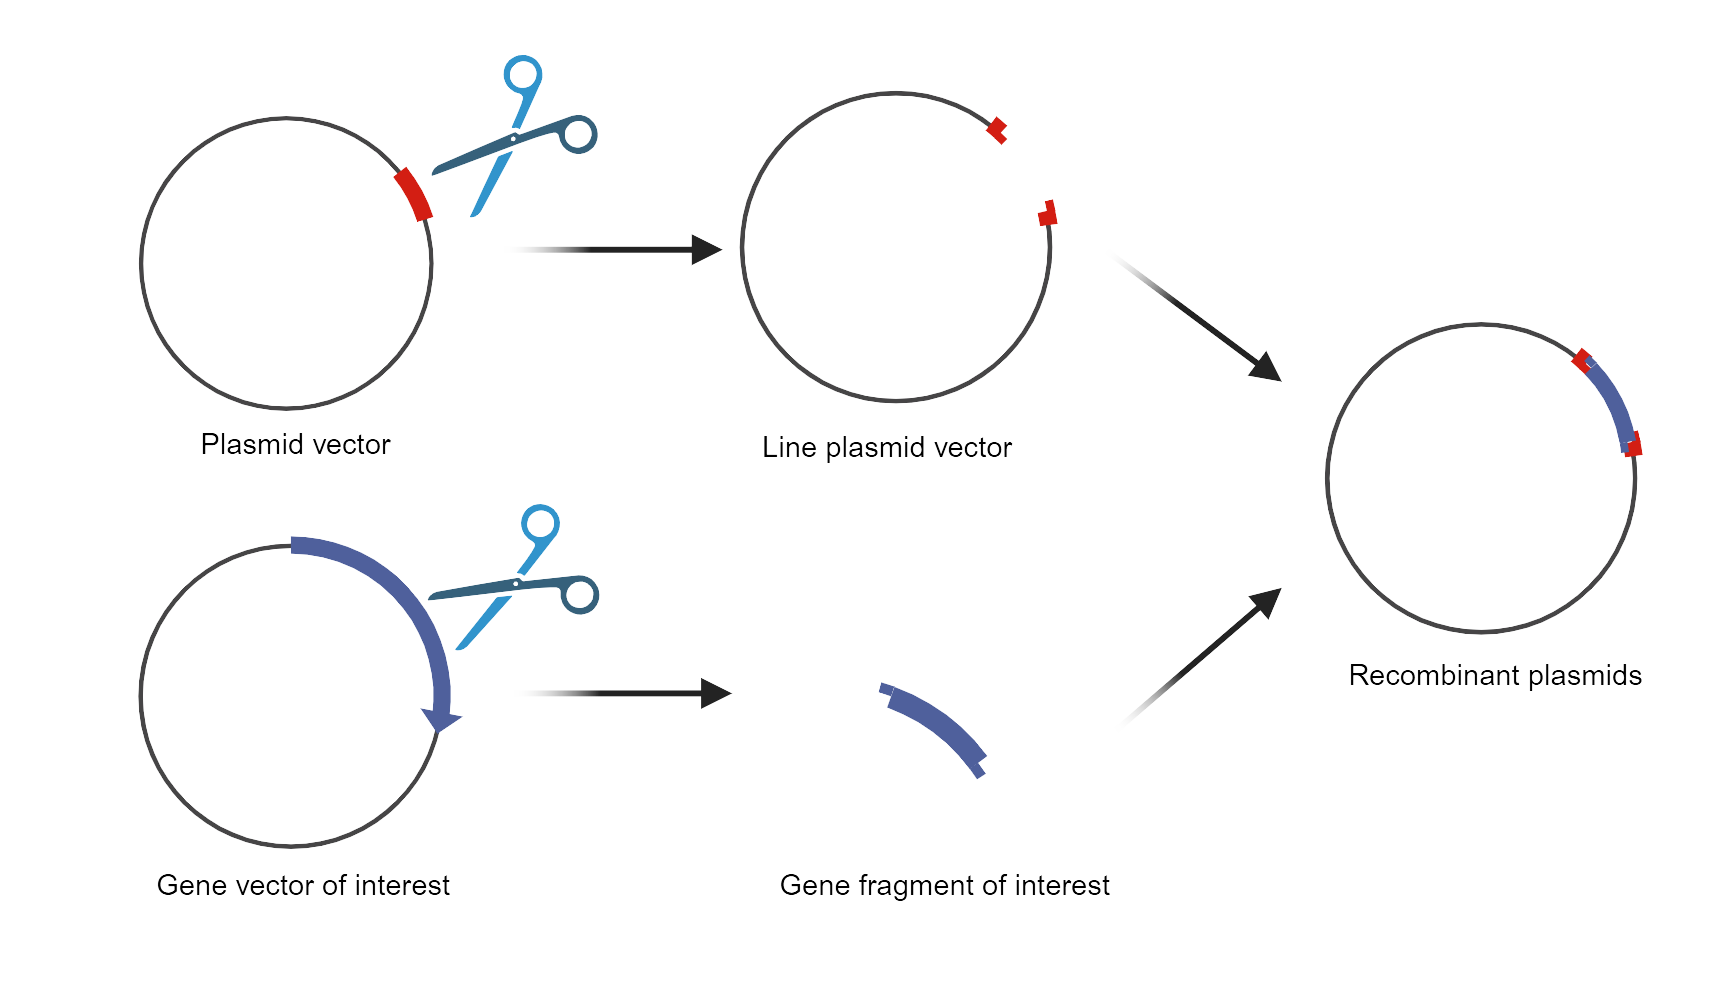 Plasmid vector
Line plasmid vector
Recombinant plasmids
Gene vector of interest
Gene fragment of interest